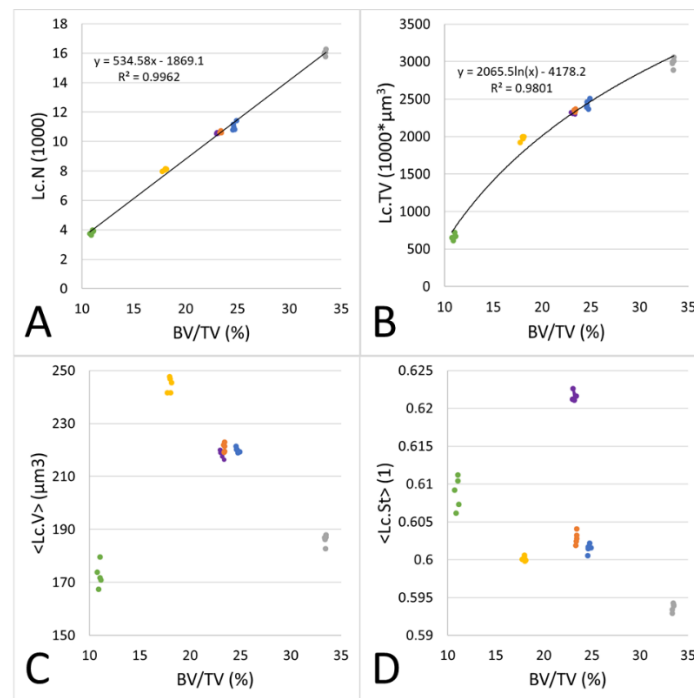 18
16
14
12
10
8
6
4
2
0
Lc.N (1000)
y = 534.58x - 1869.1
R² = 0.9962
10 15 20 25 30 35
A
BV/TV (%)
3500
3000
2500
2000
1500
1000
500
0
Lc.TV (1000*µm³)
y = 2065.5ln(x) - 4178.2
R² = 0.9801
10 15 20 25 30 35
B
BV/TV (%)
250
230
210
190
170
150
<Lc.V> (µm3)
10 15 20 25 30 35
C
BV/TV (%)
0.625
0.62
0.615
0.61
0.605
0.6
0.595
0.59
<Lc.St> (1)
10 15 20 25 30 35
D
BV/TV (%)